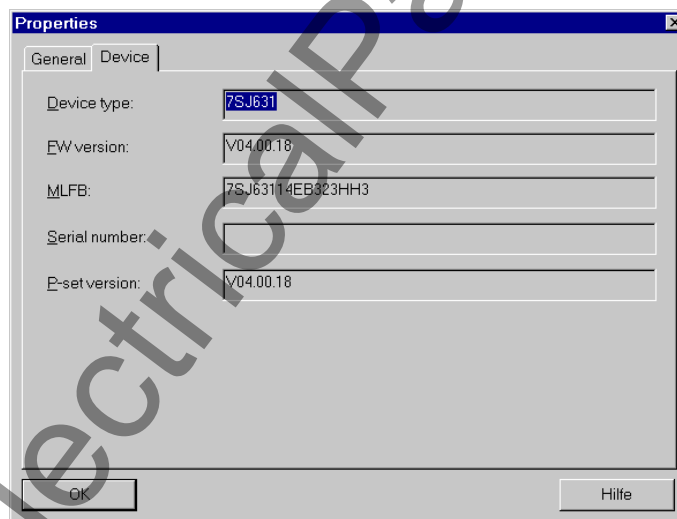 Properties
General Device
Device type: 7SJ631
FW version: V04.00.18
MLFB: 7SJ63114EB323HH3
Serial number:
P-set version: V04.00.18
OK Hilfe